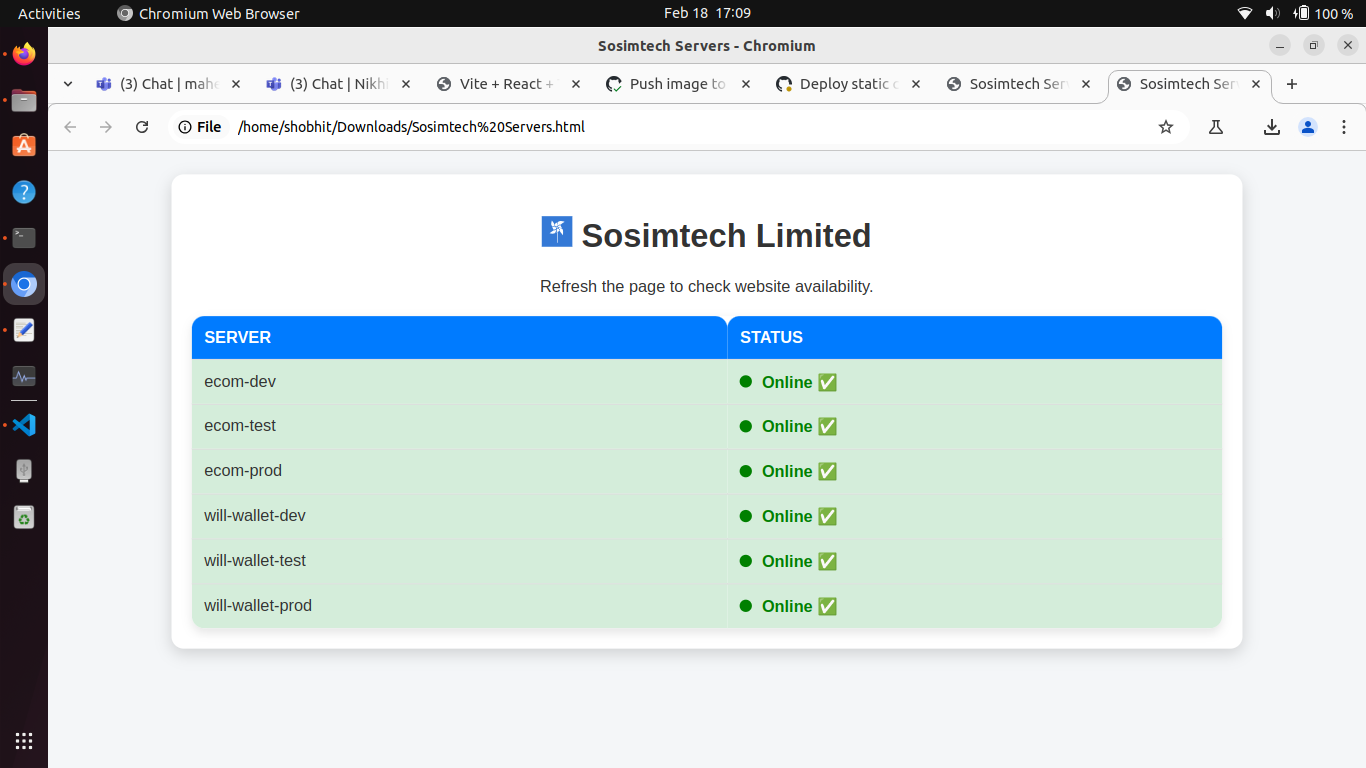 Activities Chromium Web Browser Feb 18 17:09 100 %
Sosimtech Servers - Chromium
(3) Chat | mahe (3) Chat | Nikhi Vite + React + Push image to Deploy static Sosimtech Ser Sosimtech Ser
File /home/shobhit/Downloads/Sosimtech%20Servers.html
Sosimtech Limited
Refresh the page to check website availability.
SERVER STATUS
ecom-dev Online ✅
ecom-test Online ✅
ecom-prod Online ✅
will-wallet-dev Online ✅
will-wallet-test Online ✅
will-wallet-prod Online ✅